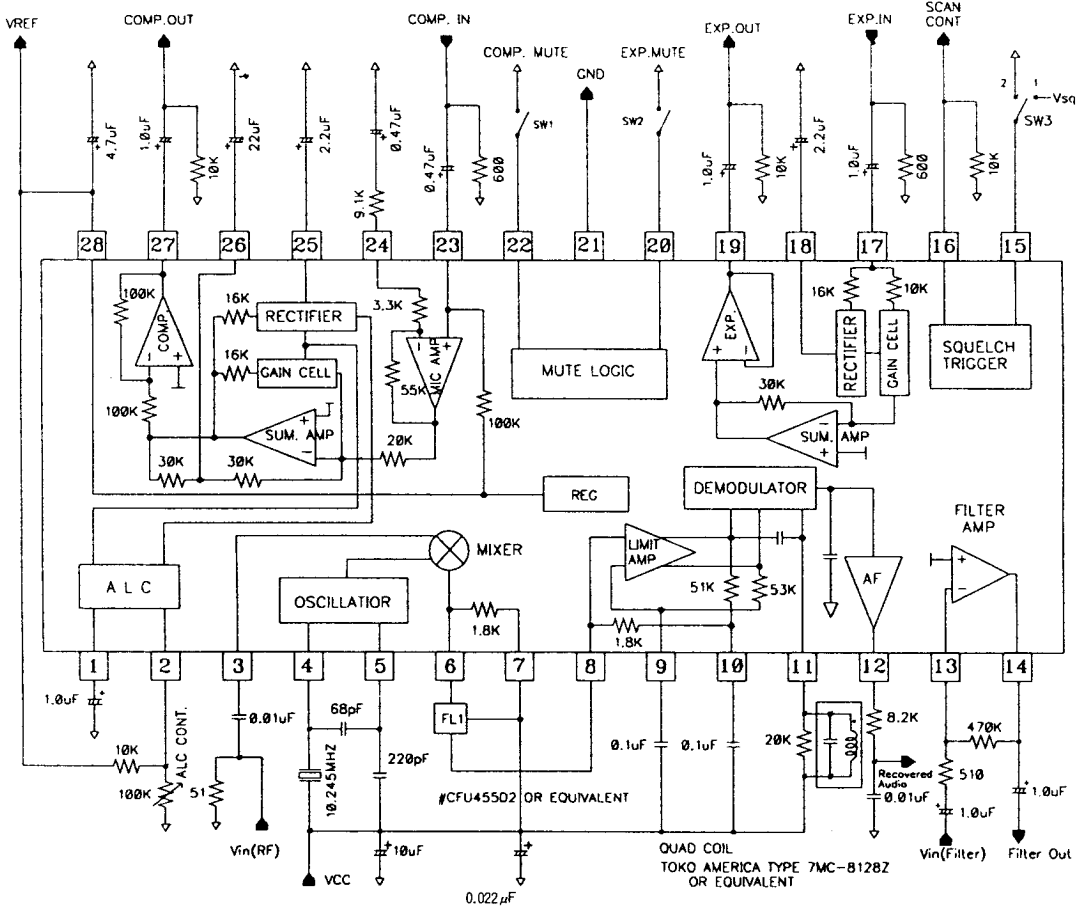 VREF
COMP.OUT
COMP. IN
COMP. MUTE
GND
EXP.MUTE
EXP.OUT
EXP.IN
SCAN
CONT
2
1
Vsq
SW3
4.7uF
1.0uF
10K
22uF
2.2uF
0.47uF
9.1K
0.47uF
600
SW1
SW2
1.0uF
10K
2.2uF
1.0uF
600
10K
28
27
26
25
24
23
22
21
20
19
18
17
16
15
100K
COMP.
-
+
100K
16K
RECTIFIER
16K
GAIN CELL
3.3K
-
+
MIC AMP
55K
100K
+
SUM. AMP
-
20K
30K
30K
MUTE LOGIC
EXP.
+
-
16K
10K
RECTIFIER
GAIN CELL
30K
-
SUM. AMP
+
SQUELCH
TRIGGER
REG
DEMODULATOR
FILTER
AMP
MIXER
LIMIT
AMP
51K
53K
AF
+
-
A L C
OSCILLATIOR
1.8K
1.8K
1
2
3
4
5
6
7
8
9
10
11
12
13
14
1.0uF
10K
ALC CONT.
100K
0.01uF
51
Vin(RF)
68pF
10.245MHZ
220pF
FL1
#CFU455D2 OR EQUIVALENT
VCC
10uF
0.022μF
0.1uF
0.1uF
20K
QUAD COIL
TOKO AMERICA TYPE 7MC-8128Z
OR EQUIVALENT
8.2K
Recovered
Audio
0.01uF
470K
510
1.0uF
1.0uF
Vin(Filter)
Filter Out